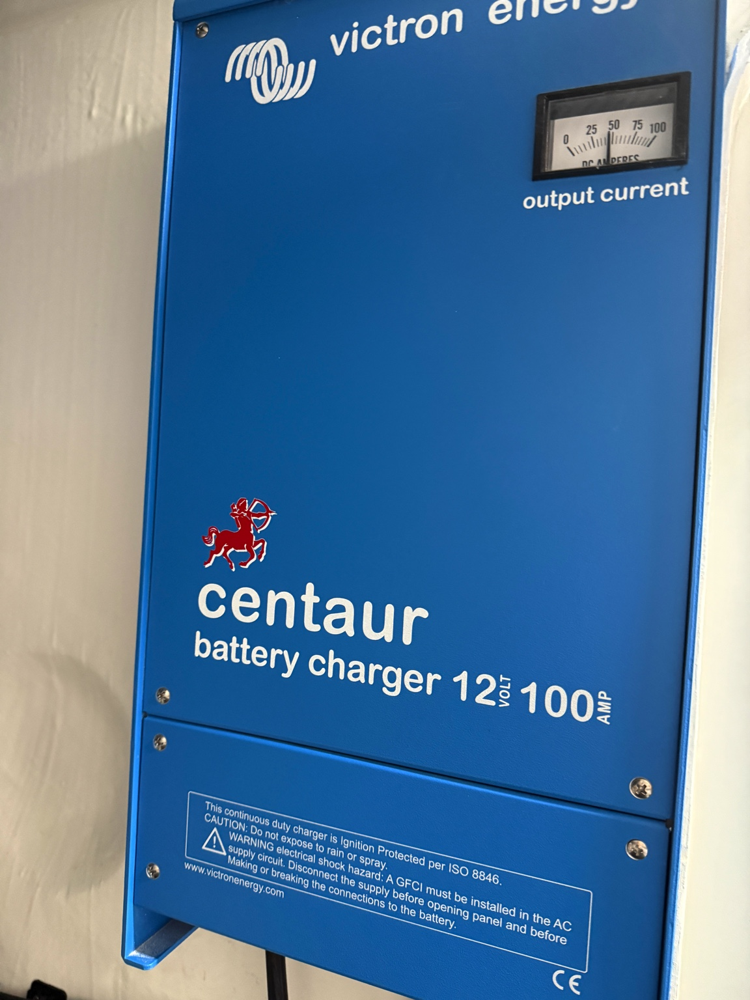 victron energy
0 25 50 75 100
DC AMPERES
output current
centaur
battery charger 12 VOLT 100 AMP
This continuous duty charger is Ignition Protected per ISO 8846.
CAUTION: Do not expose to rain or spray.
WARNING electrical shock hazard: A GFCI must be installed in the AC
supply circuit. Disconnect the supply before opening panel and before
Making or breaking the connections to the battery.
www.victronenergy.com
CE